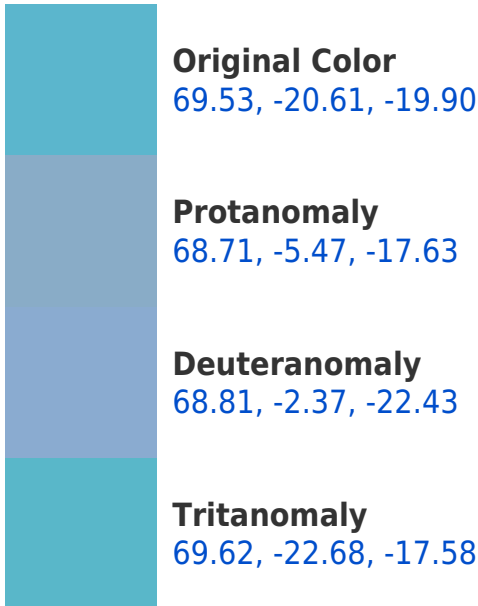 Original Color
69.53, -20.61, -19.90
Protanomaly
68.71, -5.47, -17.63
Deuteranomaly
68.81, -2.37, -22.43
Tritanomaly
69.62, -22.68, -17.58